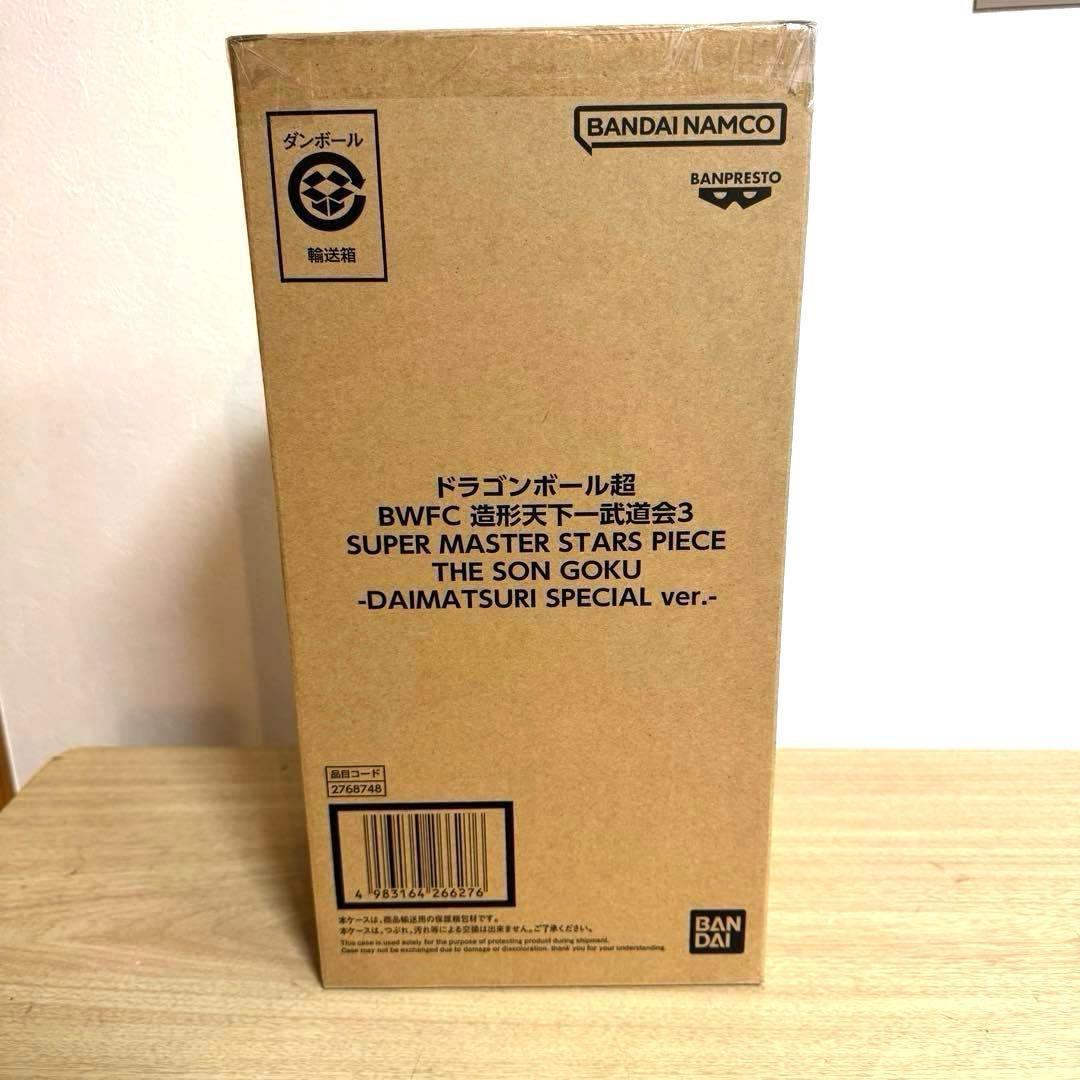 ダンボール
輸送箱
BANDAI NAMCO
BANPRESTO
ドラゴンボール超
BWFC 造形天下一武道会3
SUPER MASTER STARS PIECE
THE SON GOKU
-DAIMATSURI SPECIAL ver.-
品目コード
2768748
4 983164 266276
本ケースは、商品輸送用の保護梱包材です。
本ケースは、つぶれ、汚れ等による交換は出来ません。ご了承ください。
This case is used solely for the purpose of protecting product during shipment.
Case may not be exchanged due to damage or discoloration. thank you for your understanding.
BAN
DAI